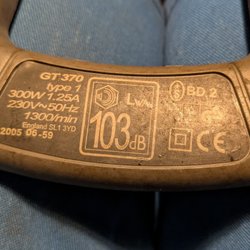 GT 370
type 1
300W 1.25A
230V~50Hz
1300/min
England SL1 3YD
2005 06-59
LWA
103dB
BD.2
CE